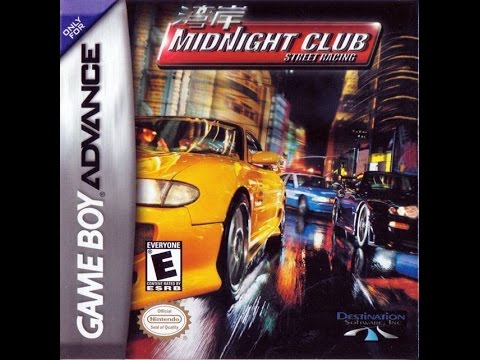 ONLY
FOR
湾岸
MIDNIGHT CLUB
STREET RACING
GAME BOY ADVANCE
EVERYONE
E
CONTENT RATED BY
ESRB
Official
Nintendo
Seal of Quality
DESTINATION
SOFTWARE, INC